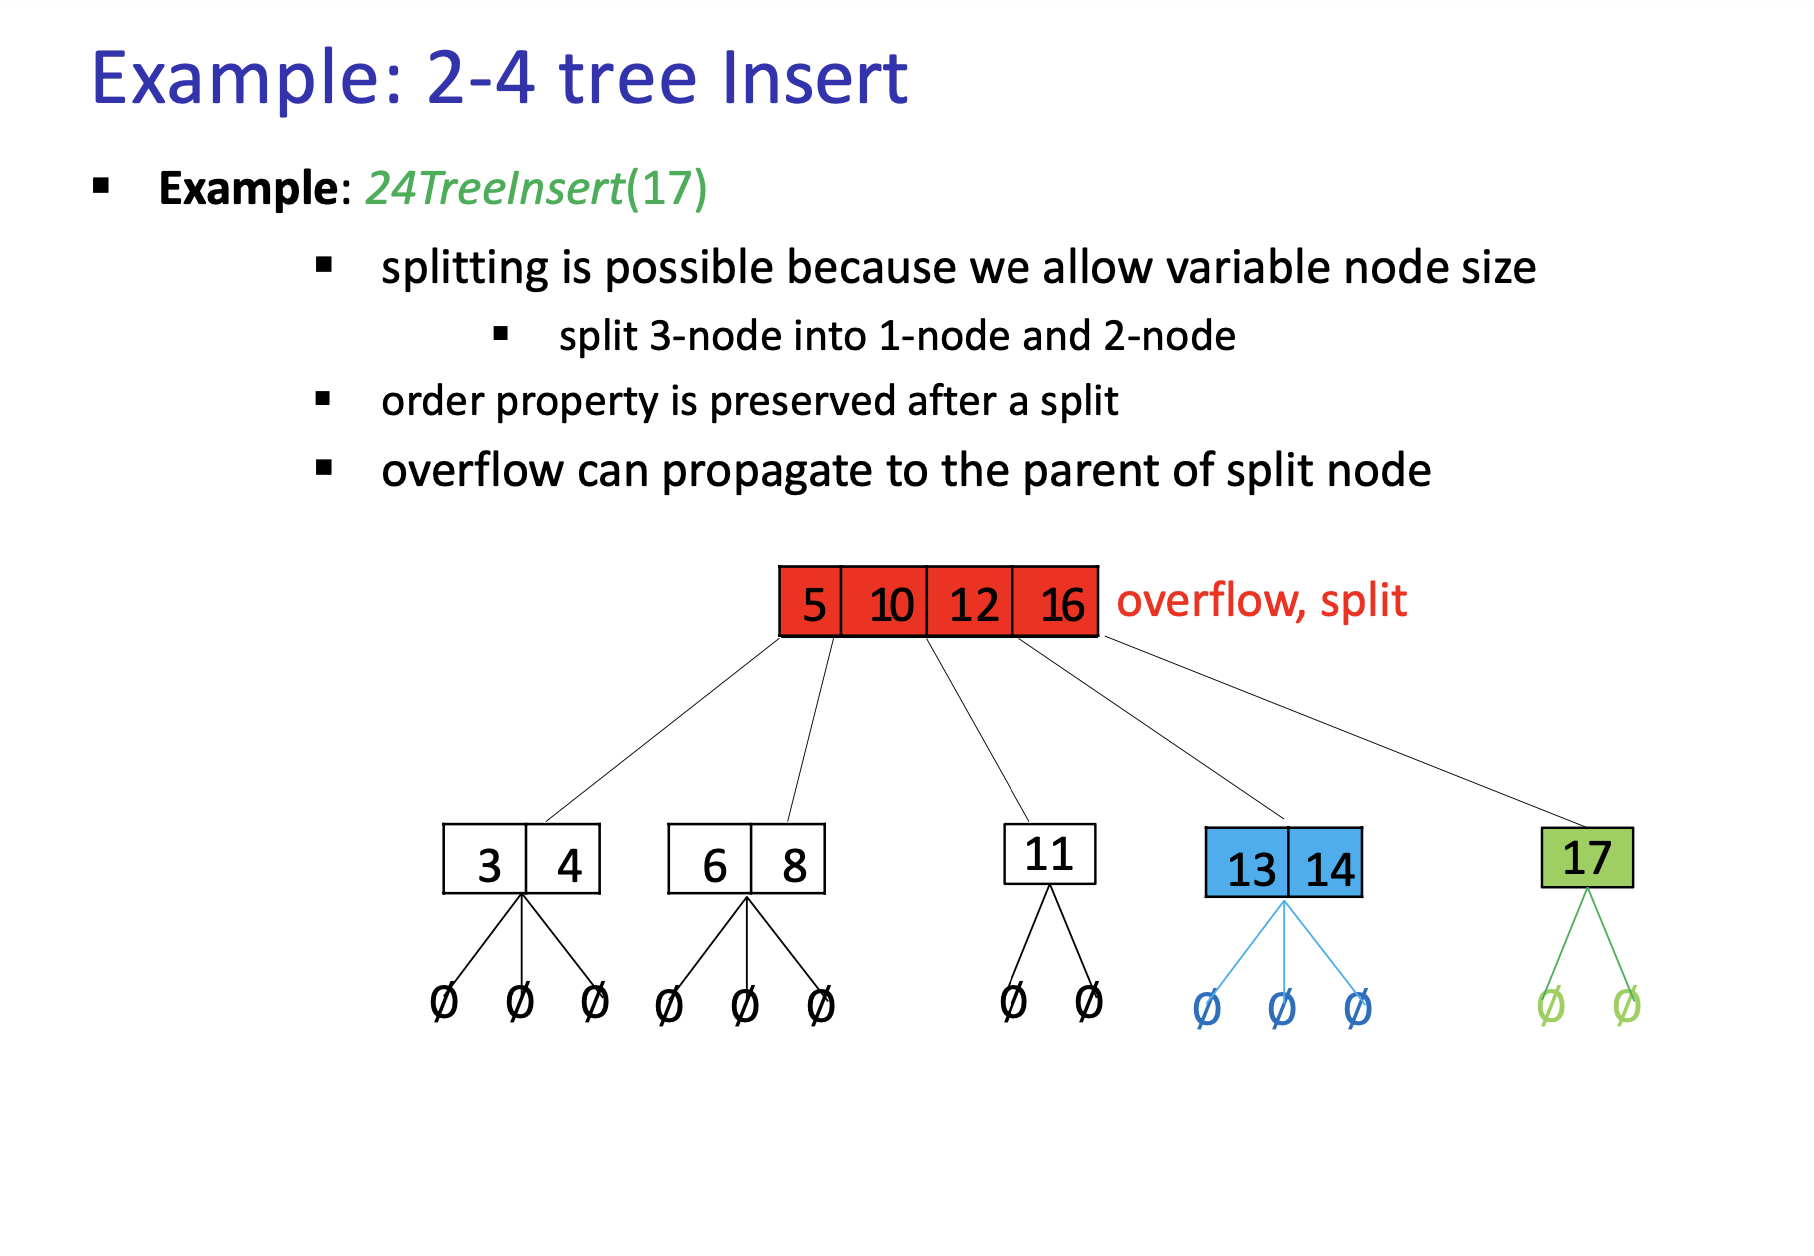 Example: 2-4 tree Insert
▪ Example: 24TreeInsert(17)
▪ splitting is possible because we allow variable node size
▪ split 3-node into 1-node and 2-node
▪ order property is preserved after a split
▪ overflow can propagate to the parent of split node
5 10 12 16 overflow, split
3 4 6 8 11 13 14 17
Ø Ø Ø Ø Ø Ø Ø Ø Ø Ø Ø Ø Ø